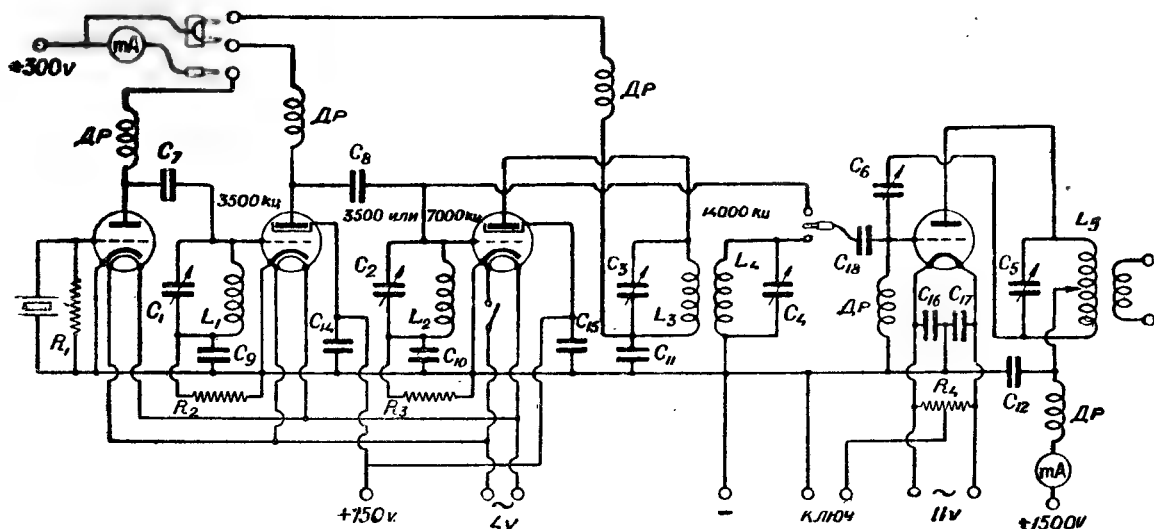 +300v
mA
ДР
C7
3500 кц
ДР
C8
3500 или 7000 кц
ДР
14000 кц
C6
L5
R1
C1
L1
C9
R2
C14
C2
L2
C10
R3
C15
C3
L3
C11
L4
C4
C18
ДР
C16
C17
R4
C5
C12
ДР
mA
+150v.
~
4v
–
ключ
~
11v
+1500v